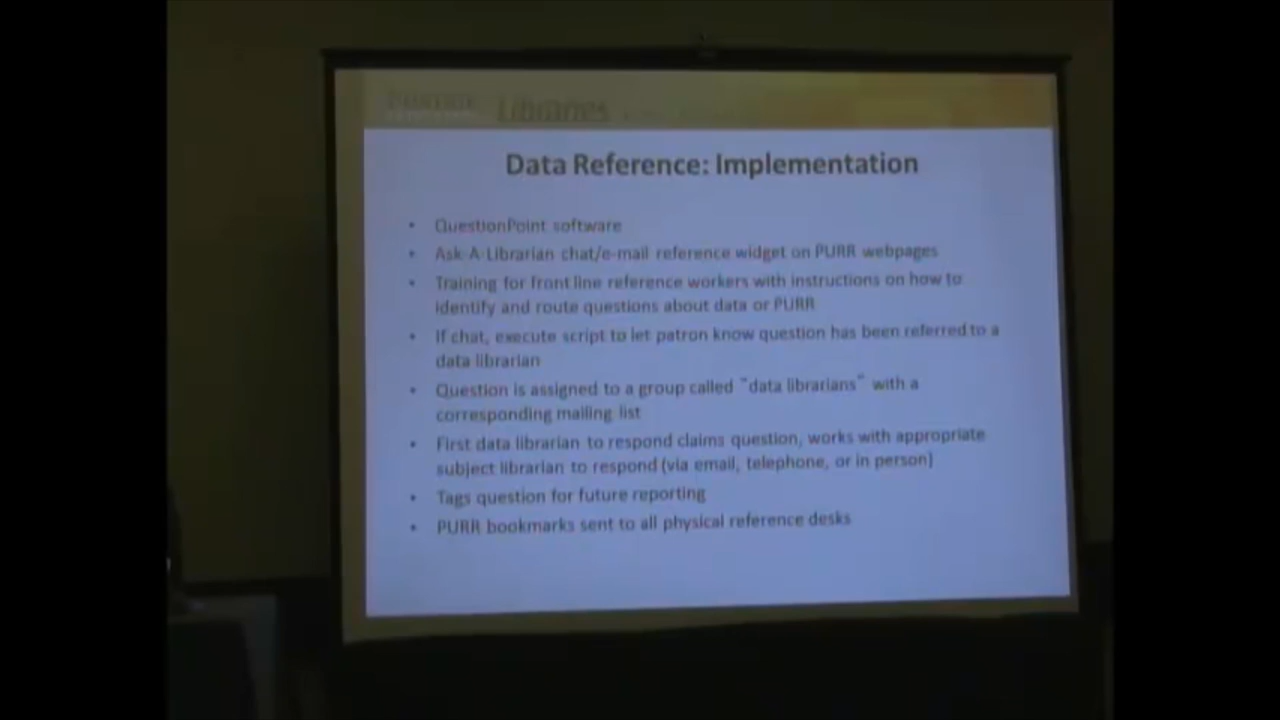 Libraries
Data Reference: Implementation
• QuestionPoint software
• Ask-A-Librarian chat/e-mail reference widget on PURR webpages
• Training for front line reference workers with instructions on how to
identify and route questions about data or PURR
• If chat, execute script to let patron know question has been referred to a
data librarian
• Question is assigned to a group called "data librarians" with a
corresponding mailing list
• First data librarian to respond claims question, works with appropriate
subject librarian to respond (via email, telephone, or in person)
• Tags question for future reporting
• PURR bookmarks sent to all physical reference desks